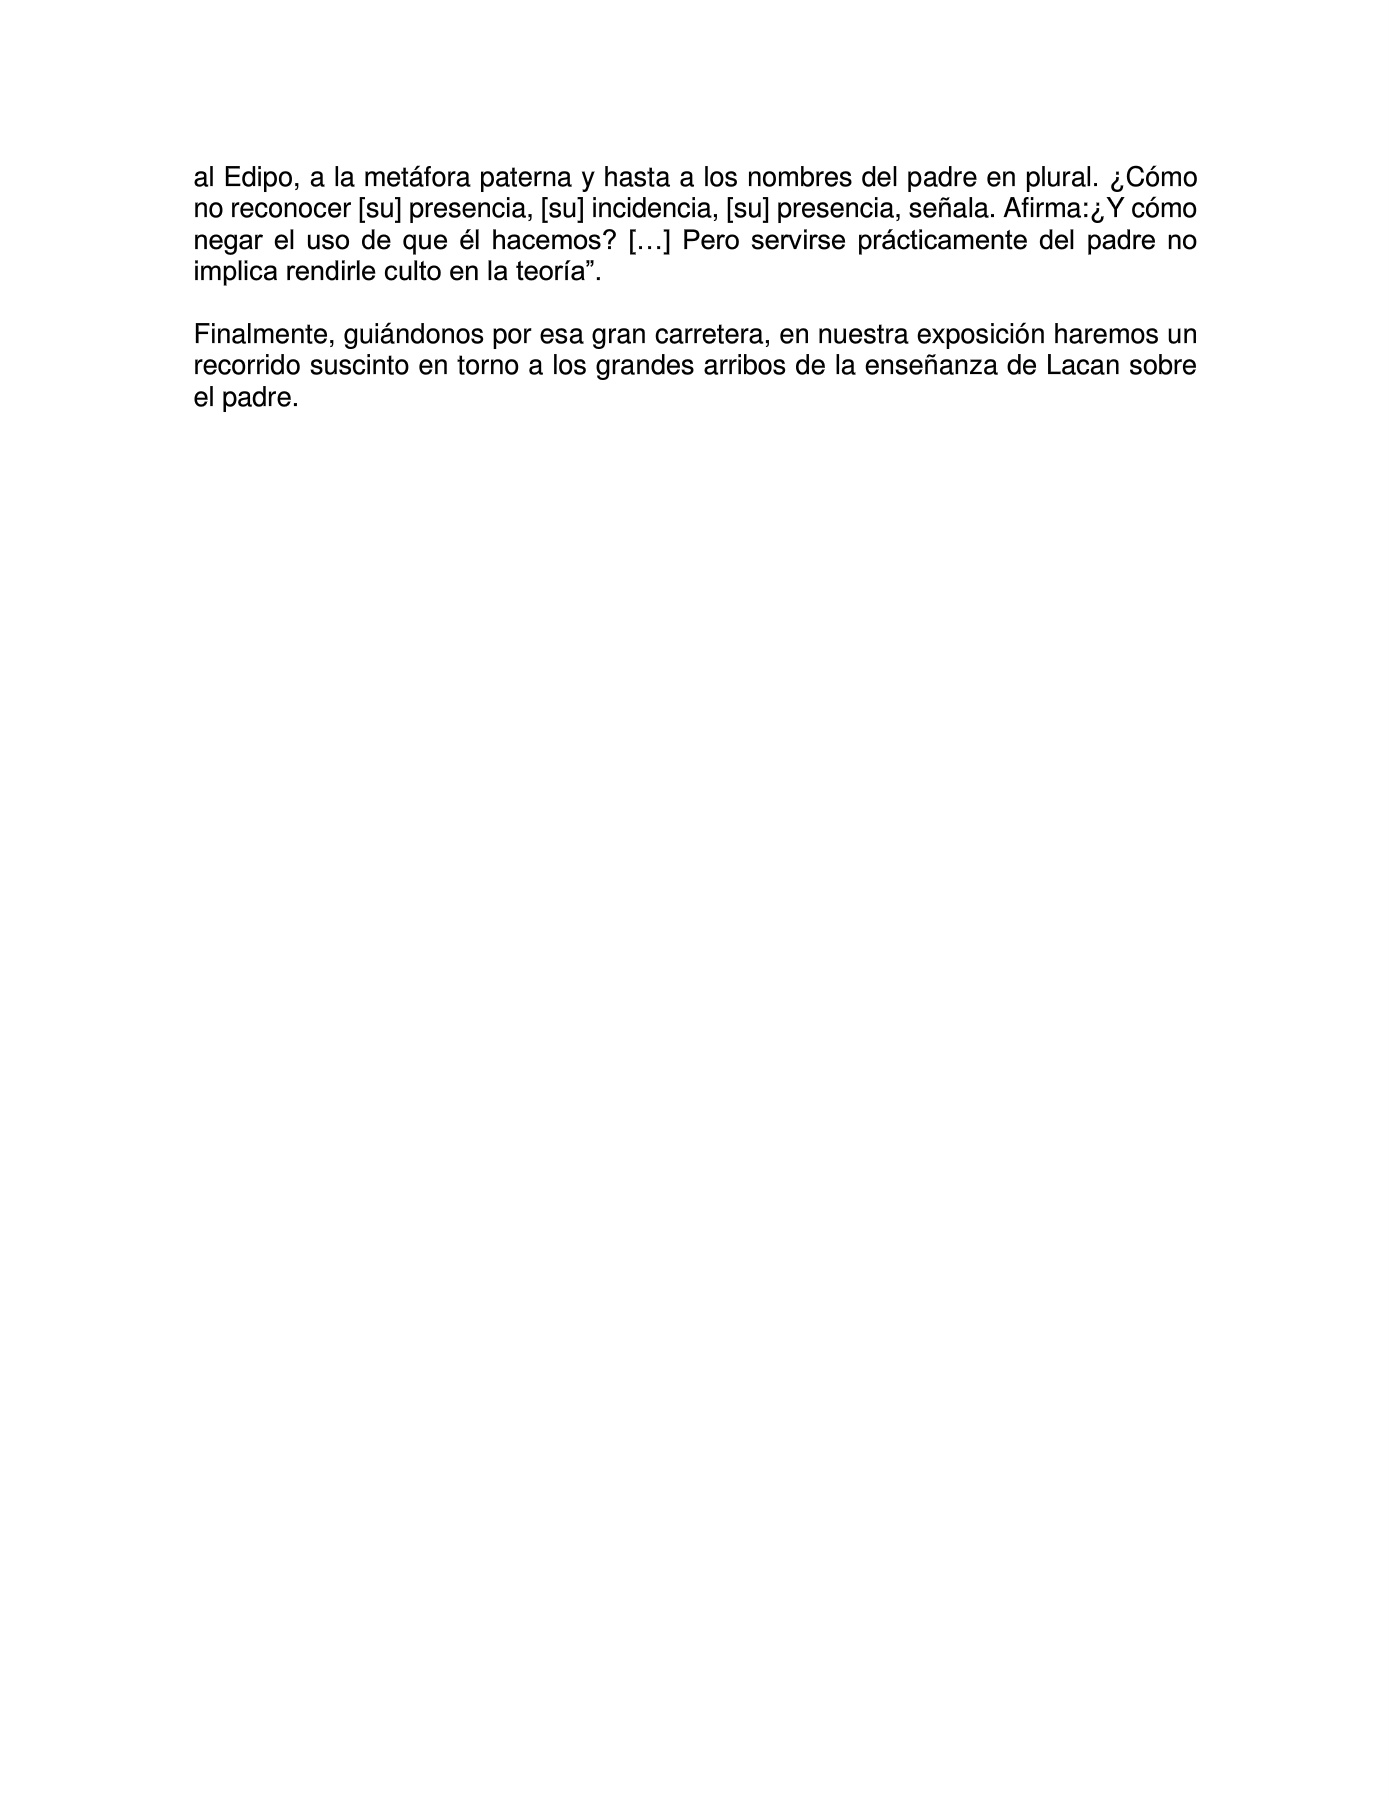 al Edipo, a la metáfora paterna y hasta a los nombres del padre en plural. ¿Cómo
no reconocer [su] presencia, [su] incidencia, [su] presencia, señala. Afirma:¿Y cómo
negar el uso de que él hacemos? […] Pero servirse prácticamente del padre no
implica rendirle culto en la teoría”.
Finalmente, guiándonos por esa gran carretera, en nuestra exposición haremos un
recorrido suscinto en torno a los grandes arribos de la enseñanza de Lacan sobre
el padre.